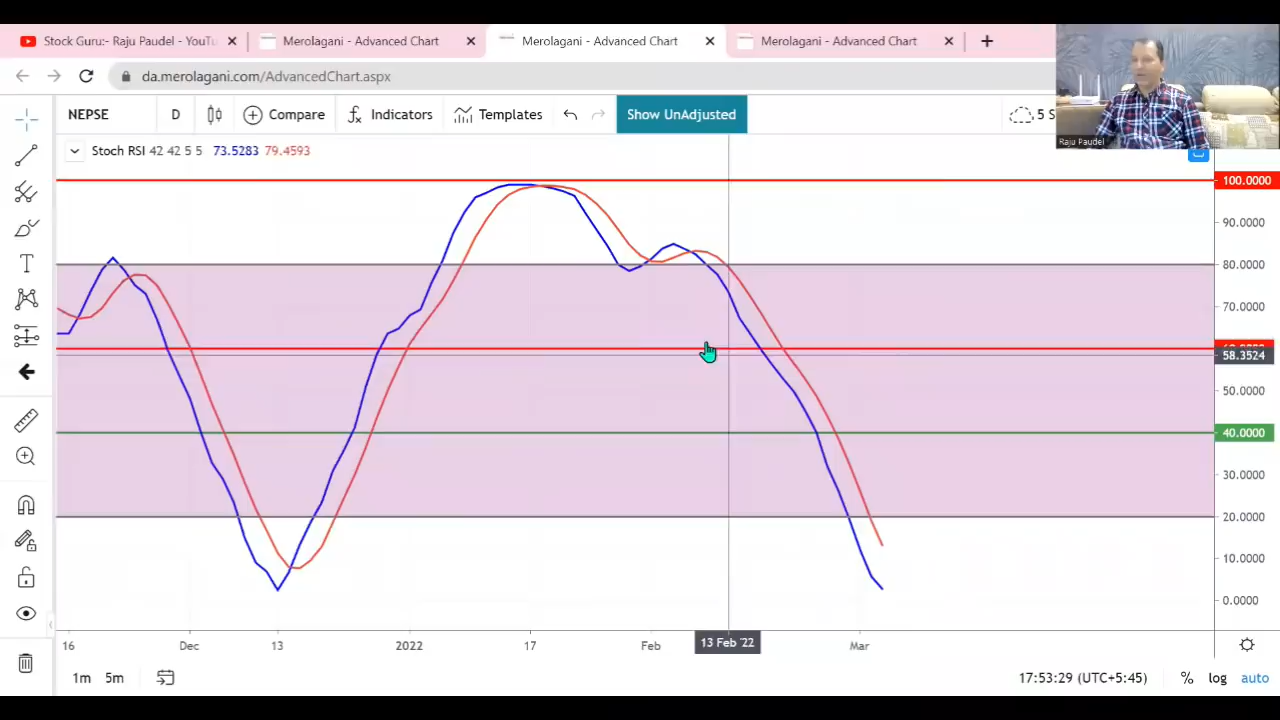 Stock Guru:- Raju Paudel - YouTu
Merolagani - Advanced Chart
Merolagani - Advanced Chart
Merolagani - Advanced Chart
da.merolagani.com/AdvancedChart.aspx
NEPSE D Compare Indicators Templates Show UnAdjusted 5 S
Raju Paudel
Stoch RSI 42 42 5 5 73.5283 79.4593
100.0000
90.0000
80.0000
70.0000
58.3524
50.0000
40.0000
30.0000
20.0000
10.0000
0.0000
16 Dec 13 2022 17 Feb 13 Feb '22 Mar
1m 5m 17:53:29 (UTC+5:45) % log auto